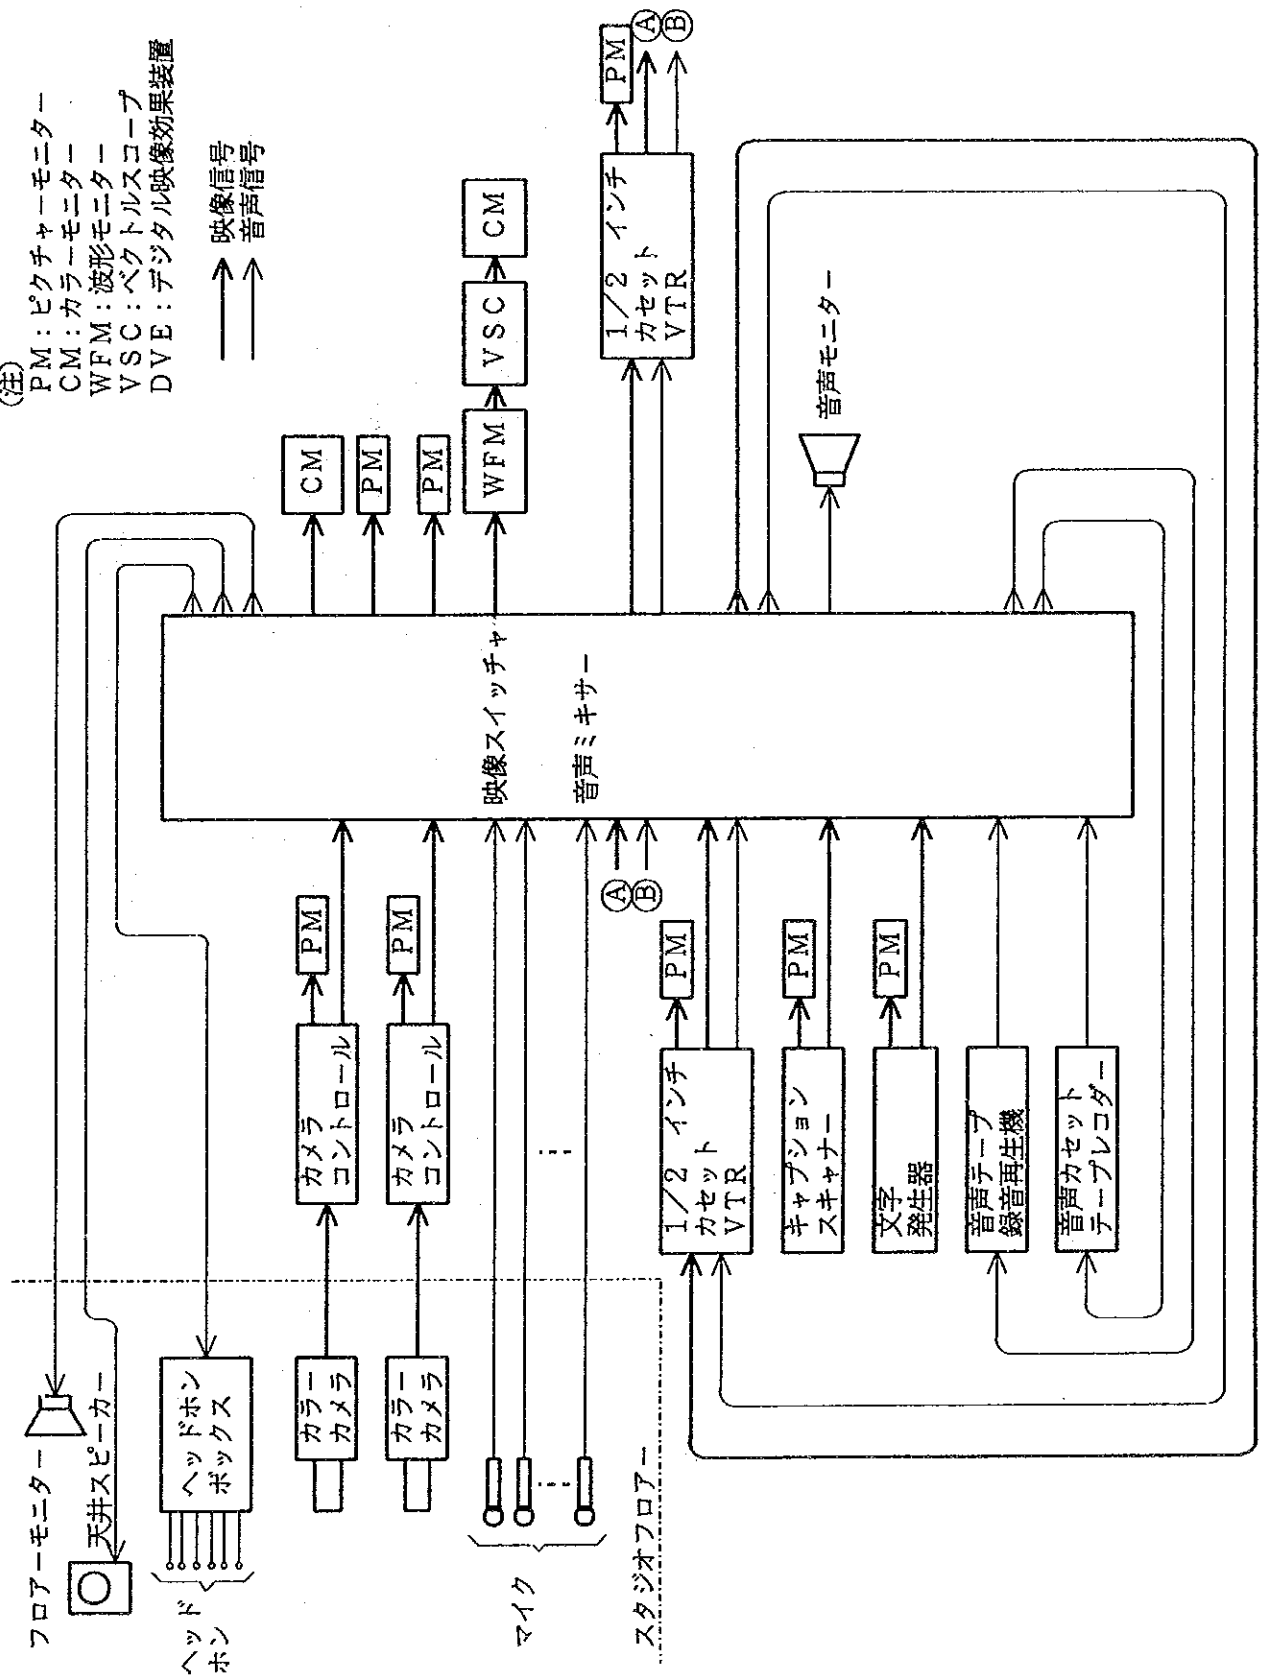 (注)
PM：ピクチャーモニター
CM：カラーモニター
WFM：波形モニター
VSC：ベクトルスコープ
DVE：デジタル映像効果装置
映像信号
音声信号
フロアーモニター
天井スピーカー
ヘッド
ホン
ヘッドホン
ボックス
カラー
カメラ
カラー
カメラ
マイク
スタジオフロアー
カメラ
コントロール
PM
カメラ
コントロール
PM
Ⓐ
Ⓑ
1/2 インチ
カセット
VTR
PM
キャプション
スキャナー
PM
文字
発生器
PM
音声テープ
録音再生機
音声カセット
テープレコダー
映像スイッチャ
音声ミキサー
CM
PM
PM
WFM
VSC
CM
1/2 インチ
カセット
VTR
PM
Ⓐ
Ⓑ
音声モニター